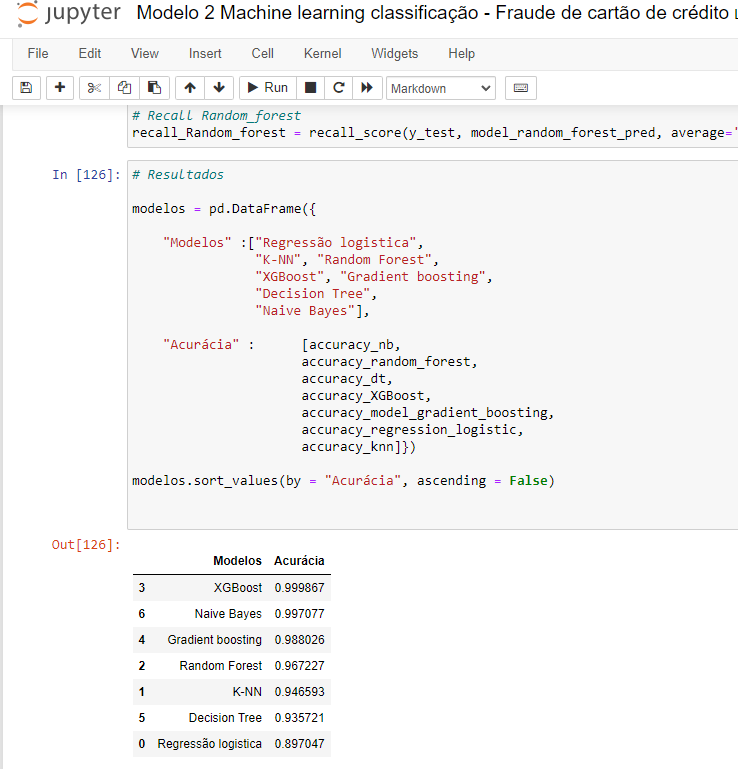 jupyter Modelo 2 Machine learning classificação - Fraude de cartão de crédito
File Edit View Insert Cell Kernel Widgets Help
Run Markdown
# Recall Random_forest
recall_Random_forest = recall_score(y_test, model_random_forest_pred, average='
In [126]: # Resultados
modelos = pd.DataFrame({
"Modelos" :["Regressão logistica",
"K-NN", "Random Forest",
"XGBoost", "Gradient boosting",
"Decision Tree",
"Naive Bayes"],
"Acurácia" : [accuracy_nb,
accuracy_random_forest,
accuracy_dt,
accuracy_XGBoost,
accuracy_model_gradient_boosting,
accuracy_regression_logistic,
accuracy_knn]})
modelos.sort_values(by = "Acurácia", ascending = False)
Out[126]:
Modelos Acurácia
3 XGBoost 0.999867
6 Naive Bayes 0.997077
4 Gradient boosting 0.988026
2 Random Forest 0.967227
1 K-NN 0.946593
5 Decision Tree 0.935721
0 Regressão logistica 0.897047